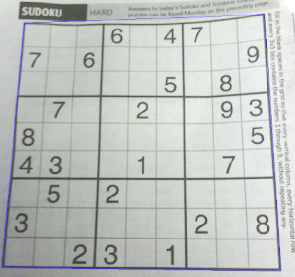 SUDOKU HARD Answers to today's Sudoku and Scrabble
puzzles can be found Monday on the preceding page.
6 4 7
7 6 9
5 8
7 2 9 3
8 5
4 3 1 7
5 2
3 2 8
2 3 1
Fill in the blank spaces in the grid so that every vertical column, every horizontal row
and every 3x3 box contains the numbers 1 through 9, without repeating any.